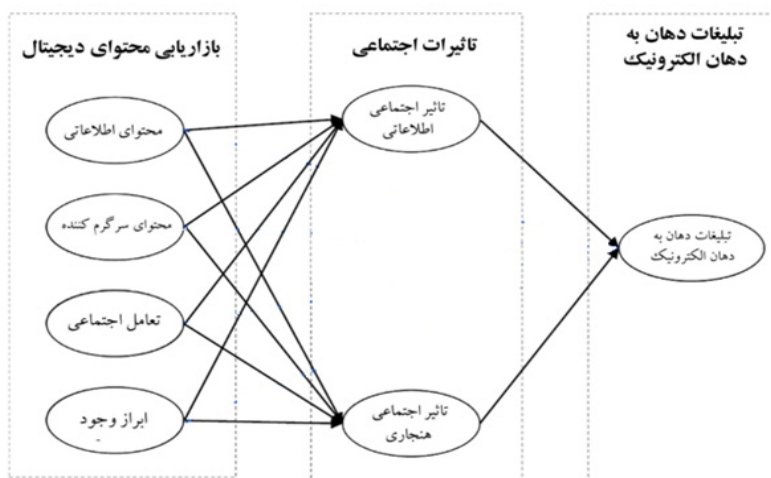 بازاریابی محتوای دیجیتال
تاثیرات اجتماعی
تبلیغات دهان به
دهان الکترونیک
محتوای اطلاعاتی
محتوای سرگرم کننده
تعامل اجتماعی
ابراز وجود
تاثیر اجتماعی
اطلاعاتی
تاثیر اجتماعی
هنجاری
تبلیغات دهان به
دهان الکترونیک